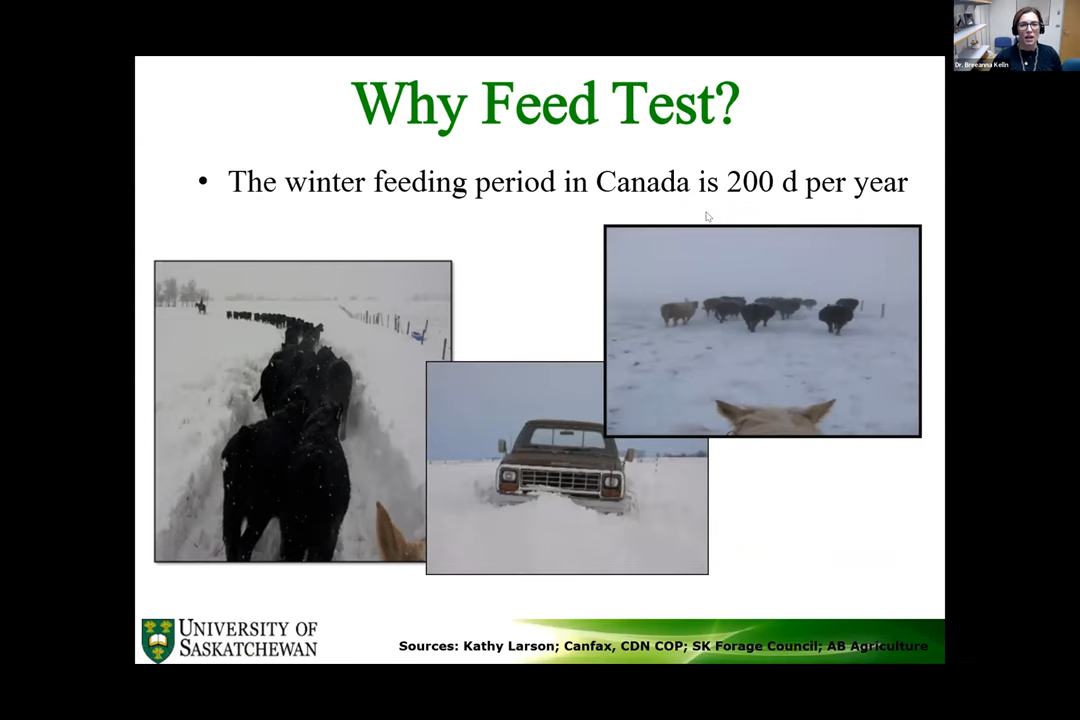 Dr. Breeanna Kelln
Why Feed Test?
• The winter feeding period in Canada is 200 d per year
UNIVERSITY OF
SASKATCHEWAN
Sources: Kathy Larson; Canfax, CDN COP; SK Forage Council; AB Agriculture